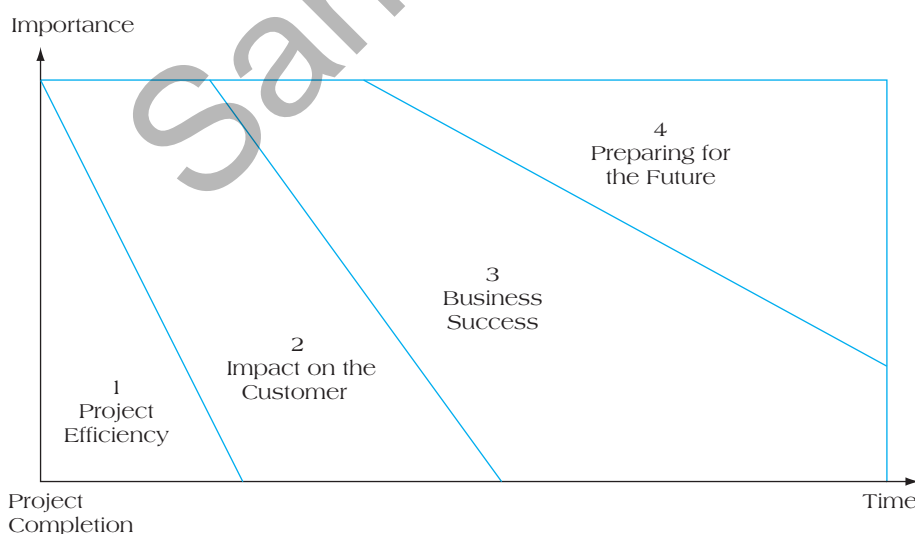 Importance
4
Preparing for
the Future
3
Business
Success
2
Impact on the
Customer
1
Project
Efficiency
Project
Completion
Time